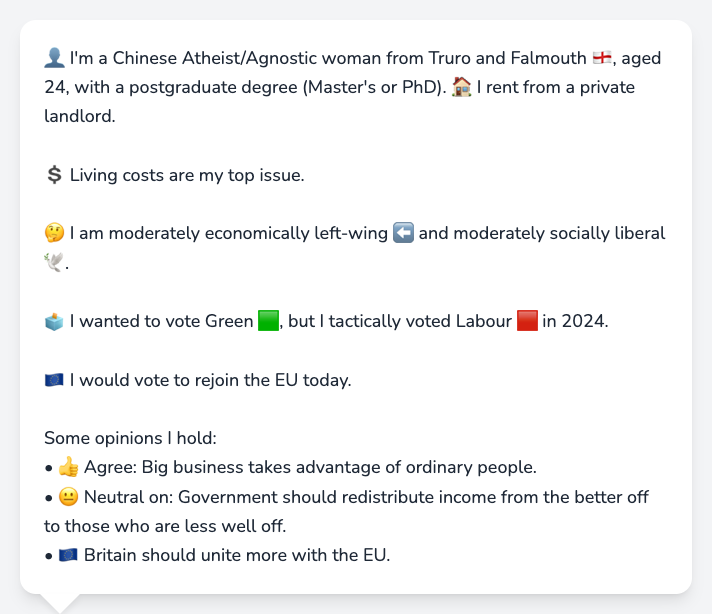 👤 I'm a Chinese Atheist/Agnostic woman from Truro and Falmouth 🏴󠁧󠁢󠁥󠁮󠁧󠁿, aged
24, with a postgraduate degree (Master's or PhD). 🏠 I rent from a private
landlord.
💲 Living costs are my top issue.
🤔 I am moderately economically left-wing ⬅️ and moderately socially liberal
🕊️.
🗳️ I wanted to vote Green 🟩, but I tactically voted Labour 🟥 in 2024.
🇪🇺 I would vote to rejoin the EU today.
Some opinions I hold:
• 👍 Agree: Big business takes advantage of ordinary people.
• 😐 Neutral on: Government should redistribute income from the better off
to those who are less well off.
• 🇪🇺 Britain should unite more with the EU.